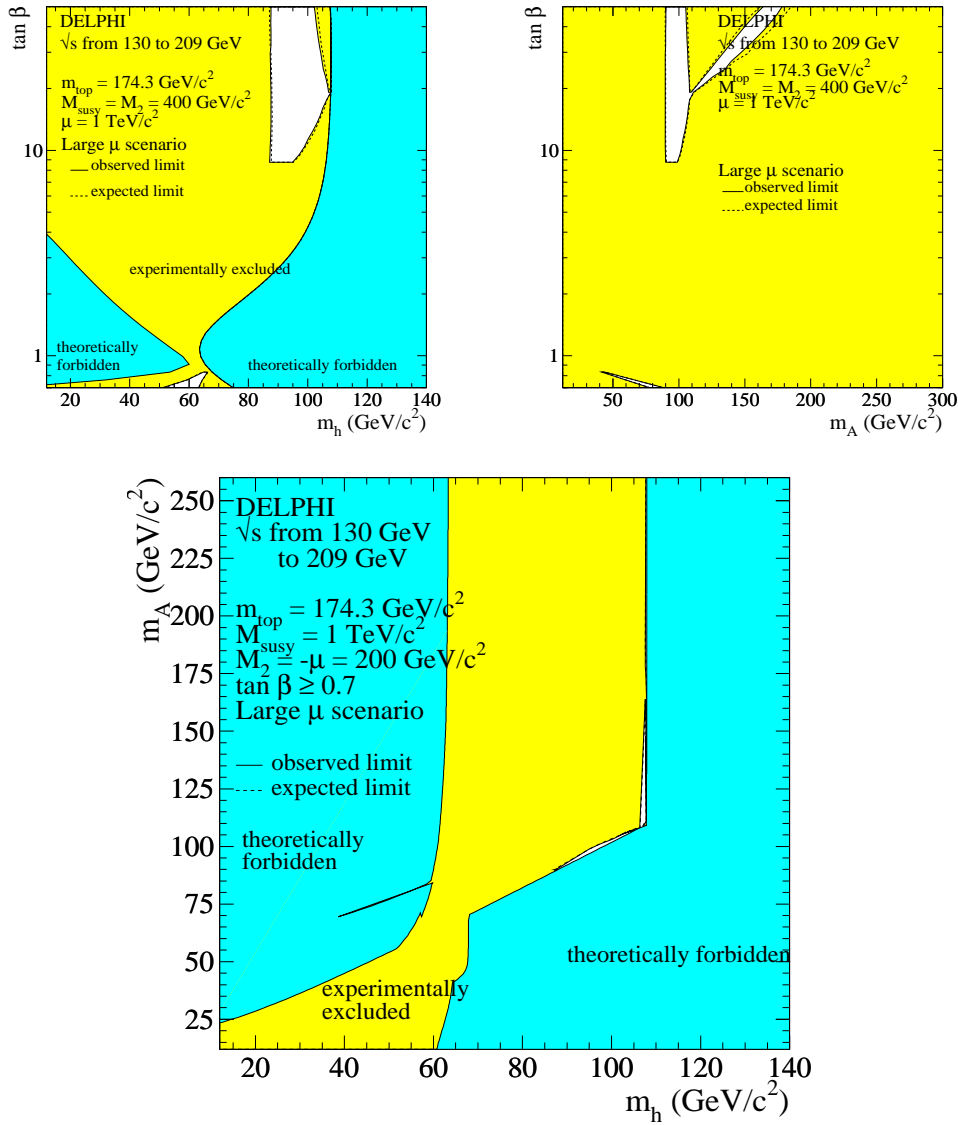 tan β
DELPHI
√s from 130 to 209 GeV
m_top = 174.3 GeV/c²
M_susy = M₂ = 400 GeV/c²
μ = 1 TeV/c²
Large μ scenario
observed limit
expected limit
experimentally excluded
theoretically
forbidden
theoretically forbidden
10
1
20 40 60 80 100 120 140
m_h (GeV/c²)
tan β
DELPHI
√s from 130 to 209 GeV
m_top = 174.3 GeV/c²
M_susy = M₂ = 400 GeV/c²
μ = 1 TeV/c²
Large μ scenario
observed limit
expected limit
10
1
50 100 150 200 250 300
m_A (GeV/c²)
m_A (GeV/c²)
250
225
200
175
150
125
100
75
50
25
DELPHI
√s from 130 GeV
to 209 GeV
m_top = 174.3 GeV/c²
M_susy = 1 TeV/c²
M₂ = -μ = 200 GeV/c²
tan β ≥ 0.7
Large μ scenario
observed limit
expected limit
theoretically
forbidden
theoretically forbidden
experimentally
excluded
20 40 60 80 100 120 140
m_h (GeV/c²)